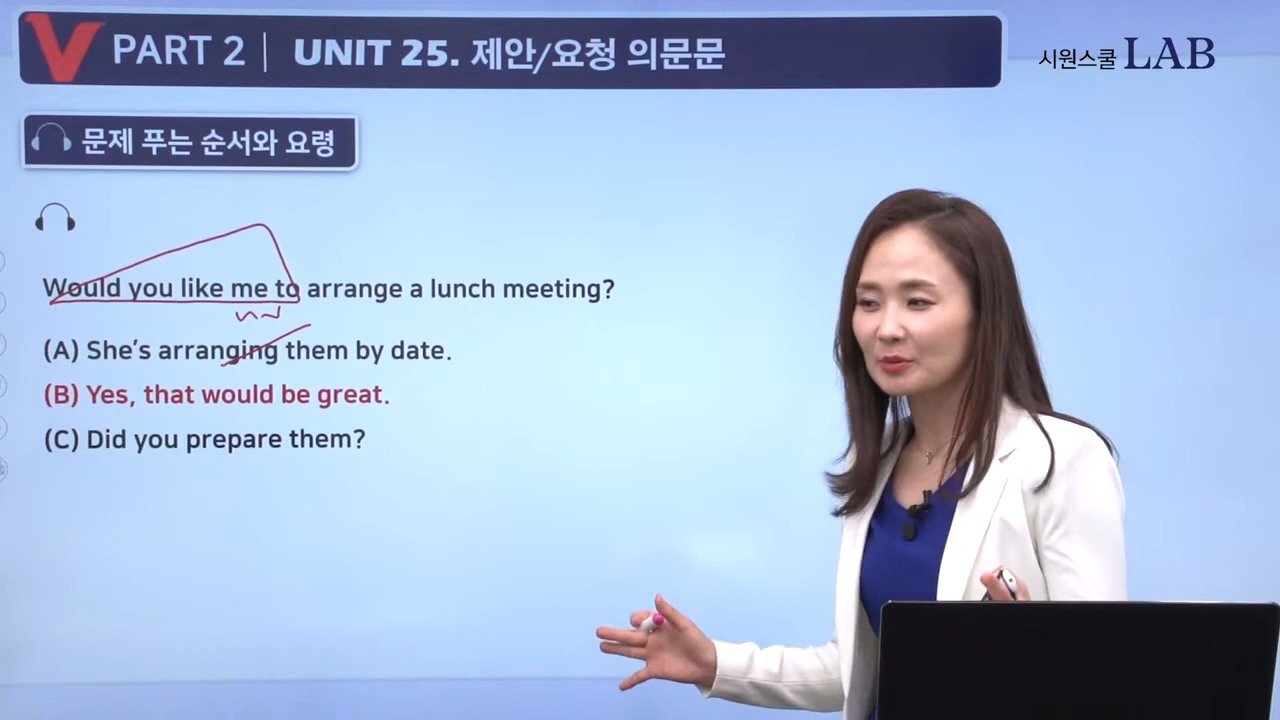 V PART 2 | UNIT 25. 제안/요청 의문문
시원스쿨 LAB
문제 푸는 순서와 요령
Would you like me to arrange a lunch meeting?
(A) She's arranging them by date.
(B) Yes, that would be great.
(C) Did you prepare them?